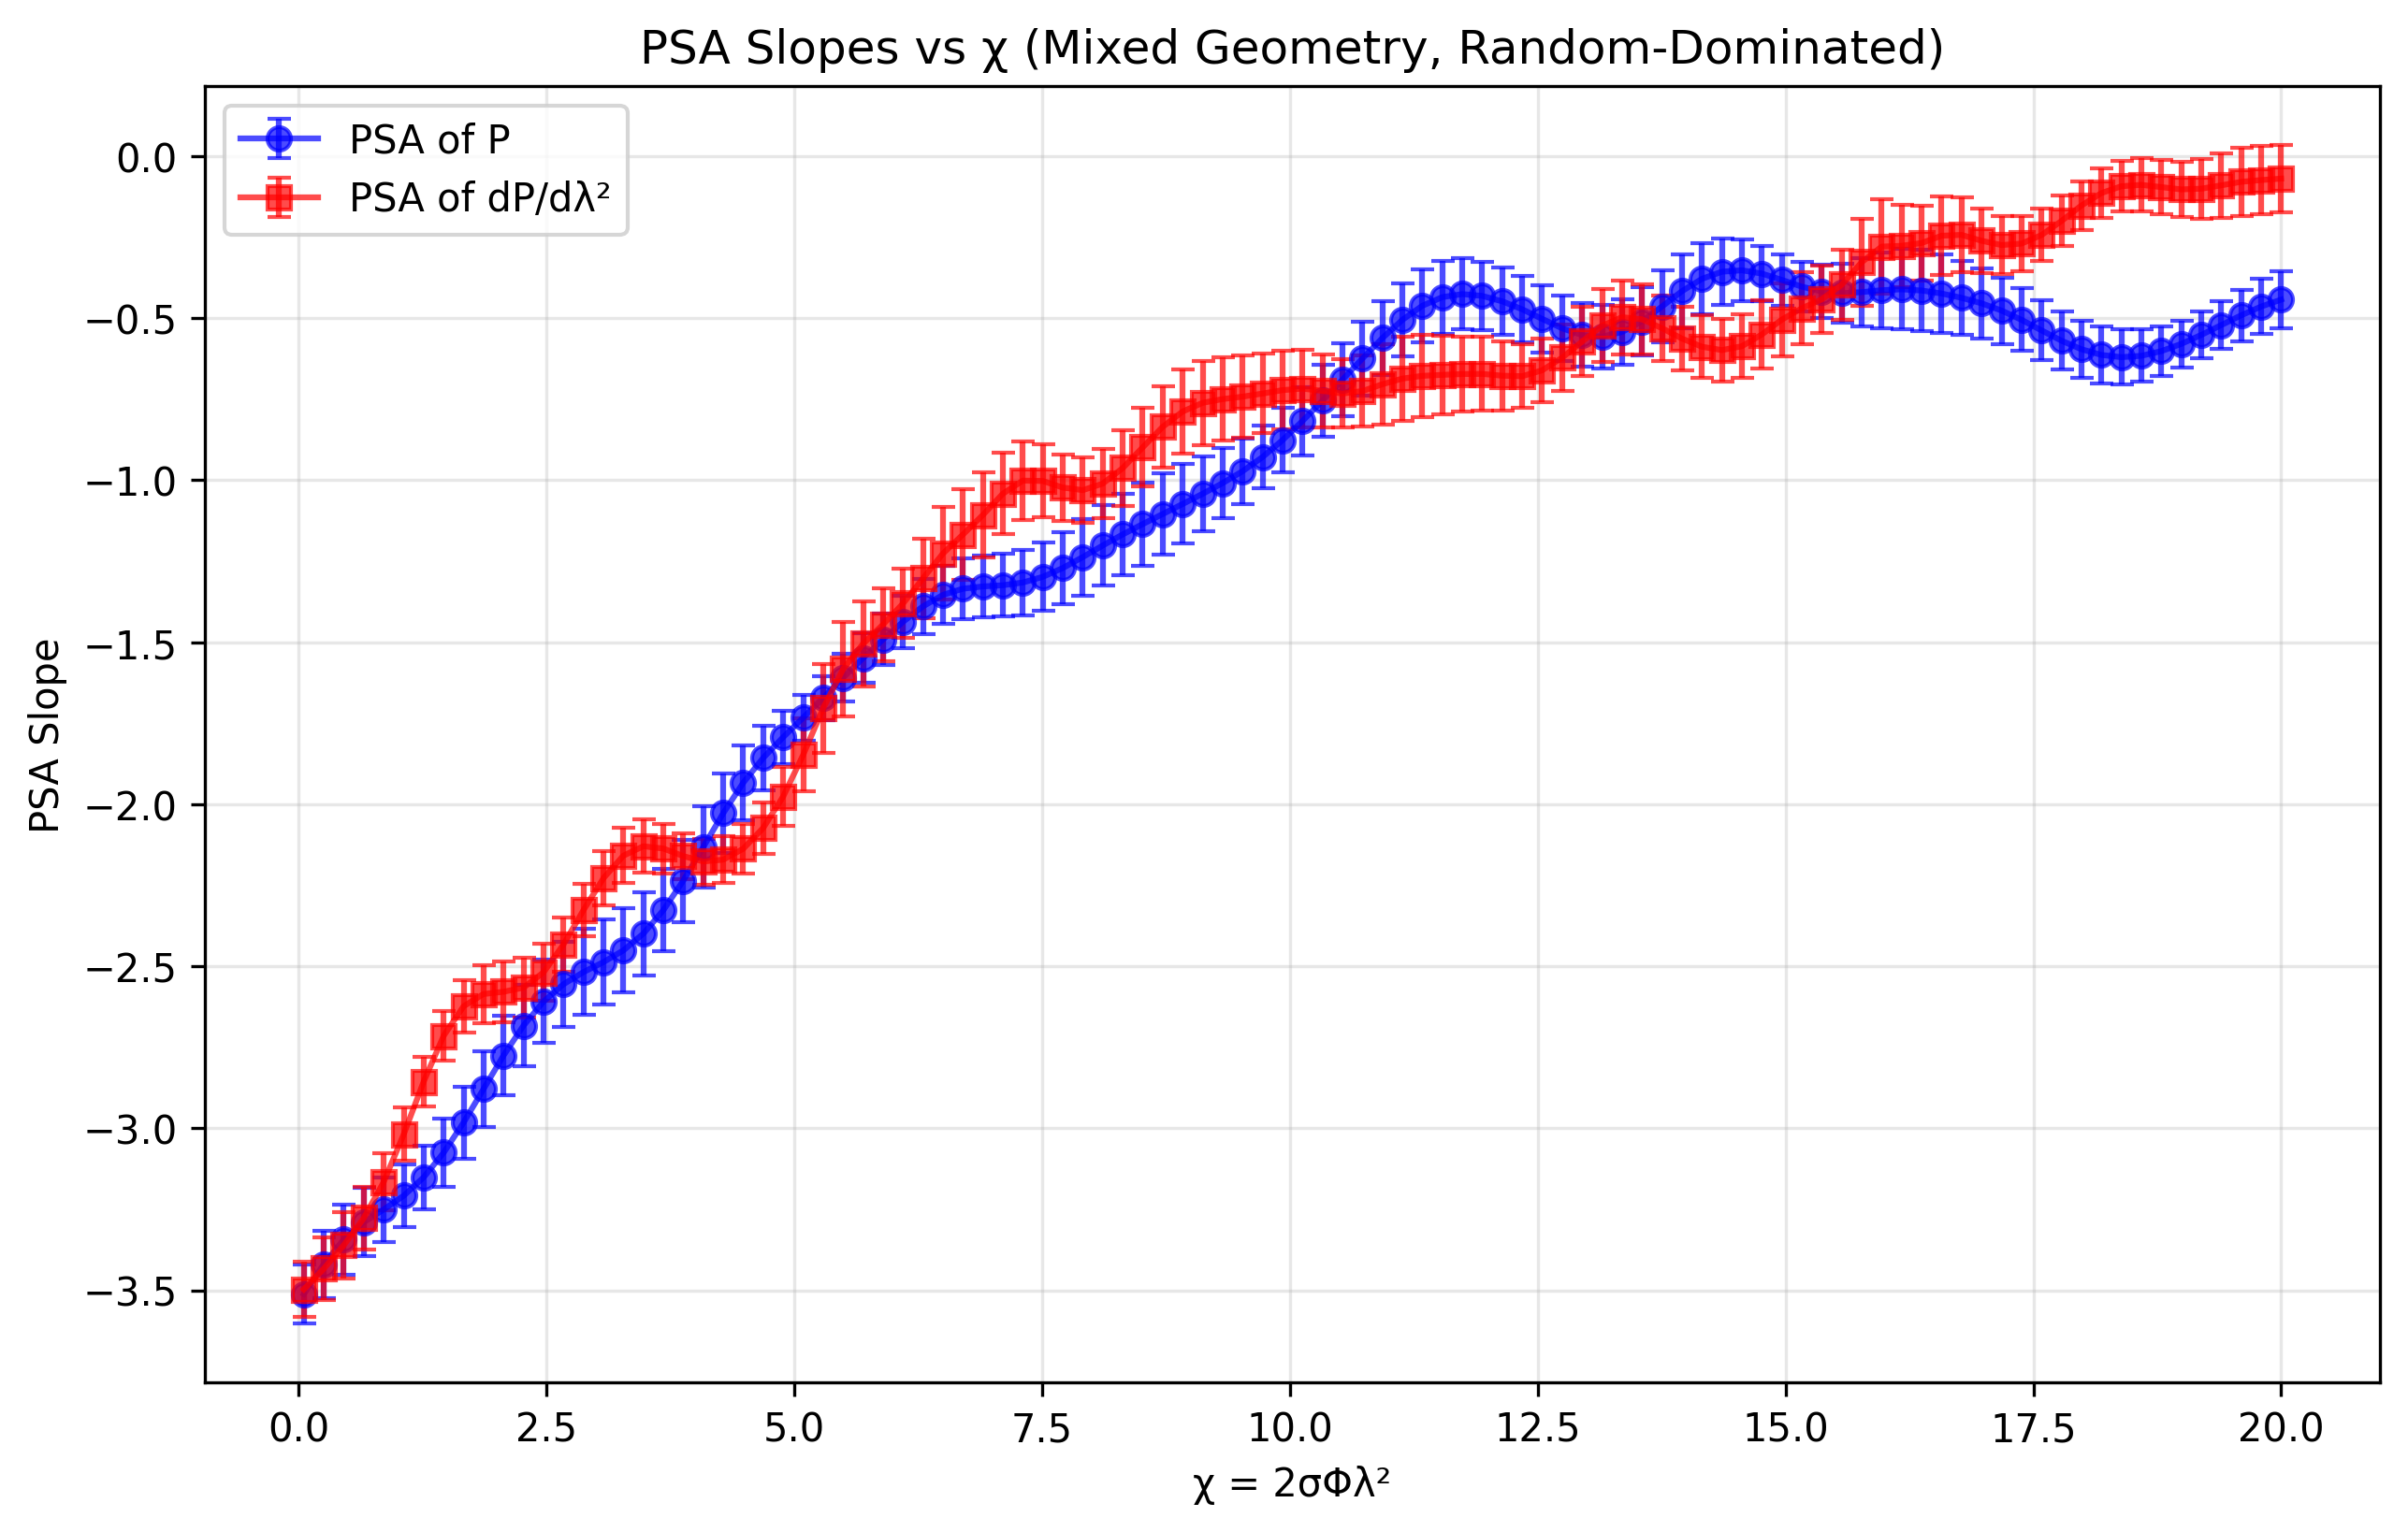 PSA Slopes vs χ (Mixed Geometry, Random-Dominated)
PSA of P
PSA of dP/dλ²
0.0
−0.5
−1.0
−1.5
−2.0
−2.5
−3.0
−3.5
PSA Slope
0.0 2.5 5.0 7.5 10.0 12.5 15.0 17.5 20.0
χ = 2σΦλ²